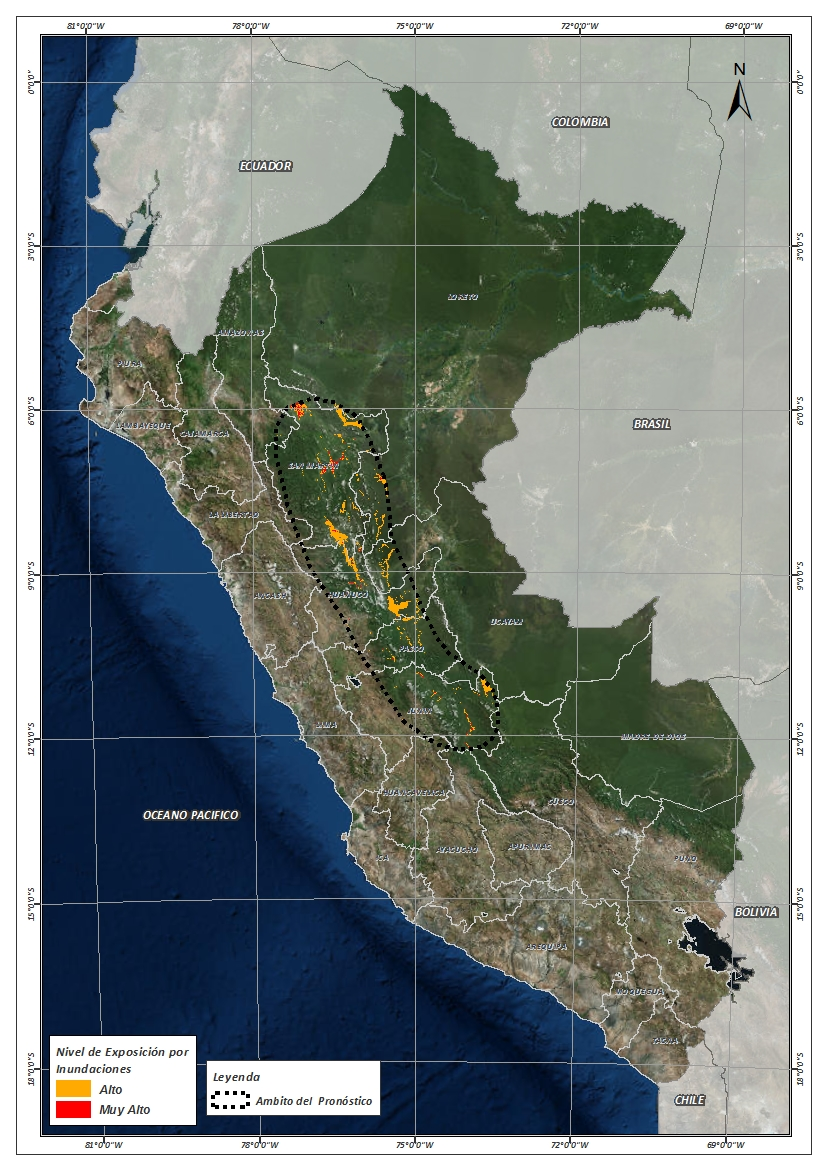 81°0'0"W 78°0'0"W 75°0'0"W 72°0'0"W 69°0'0"W
N
0°0'0"
COLOMBIA
ECUADOR
3°0'0"S 3°0'0"S
LORETO
AMAZONAS
PIURA
6°0'0"S 6°0'0"S
LAMBAYEQUE
CAJAMARCA
BRASIL
SAN MARTIN
LA LIBERTAD
9°0'0"S 9°0'0"S
ANCASH
HUANUCO
UCAYALI
PASCO
JUNIN
LIMA
MADRE DE DIOS
12°0'0"S 12°0'0"S
HUANCAVELICA
CUSCO
OCEANO PACIFICO
ICA
AYACUCHO
APURIMAC
PUNO
15°0'0"S 15°0'0"S
BOLIVIA
AREQUIPA
MOQUEGUA
TACNA
18°0'0"S 18°0'0"S
CHILE
Nivel de Exposición por
Inundaciones
Alto
Muy Alto
Leyenda
Ambito del Pronóstico
81°0'0"W 78°0'0"W 75°0'0"W 72°0'0"W 69°0'0"W